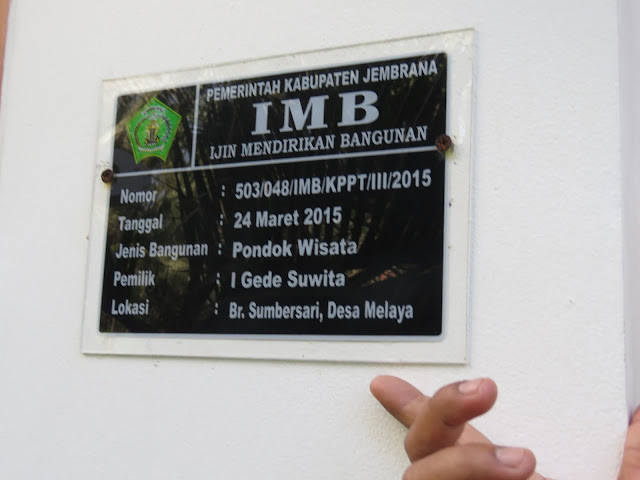 PEMERINTAH KABUPATEN JEMBRANA
IMB
IJIN MENDIRIKAN BANGUNAN
Nomor : 503/048/IMB/KPPT/III/2015
Tanggal : 24 Maret 2015
Jenis Bangunan : Pondok Wisata
Pemilik : I Gede Suwita
Lokasi : Br. Sumbersari, Desa Melaya